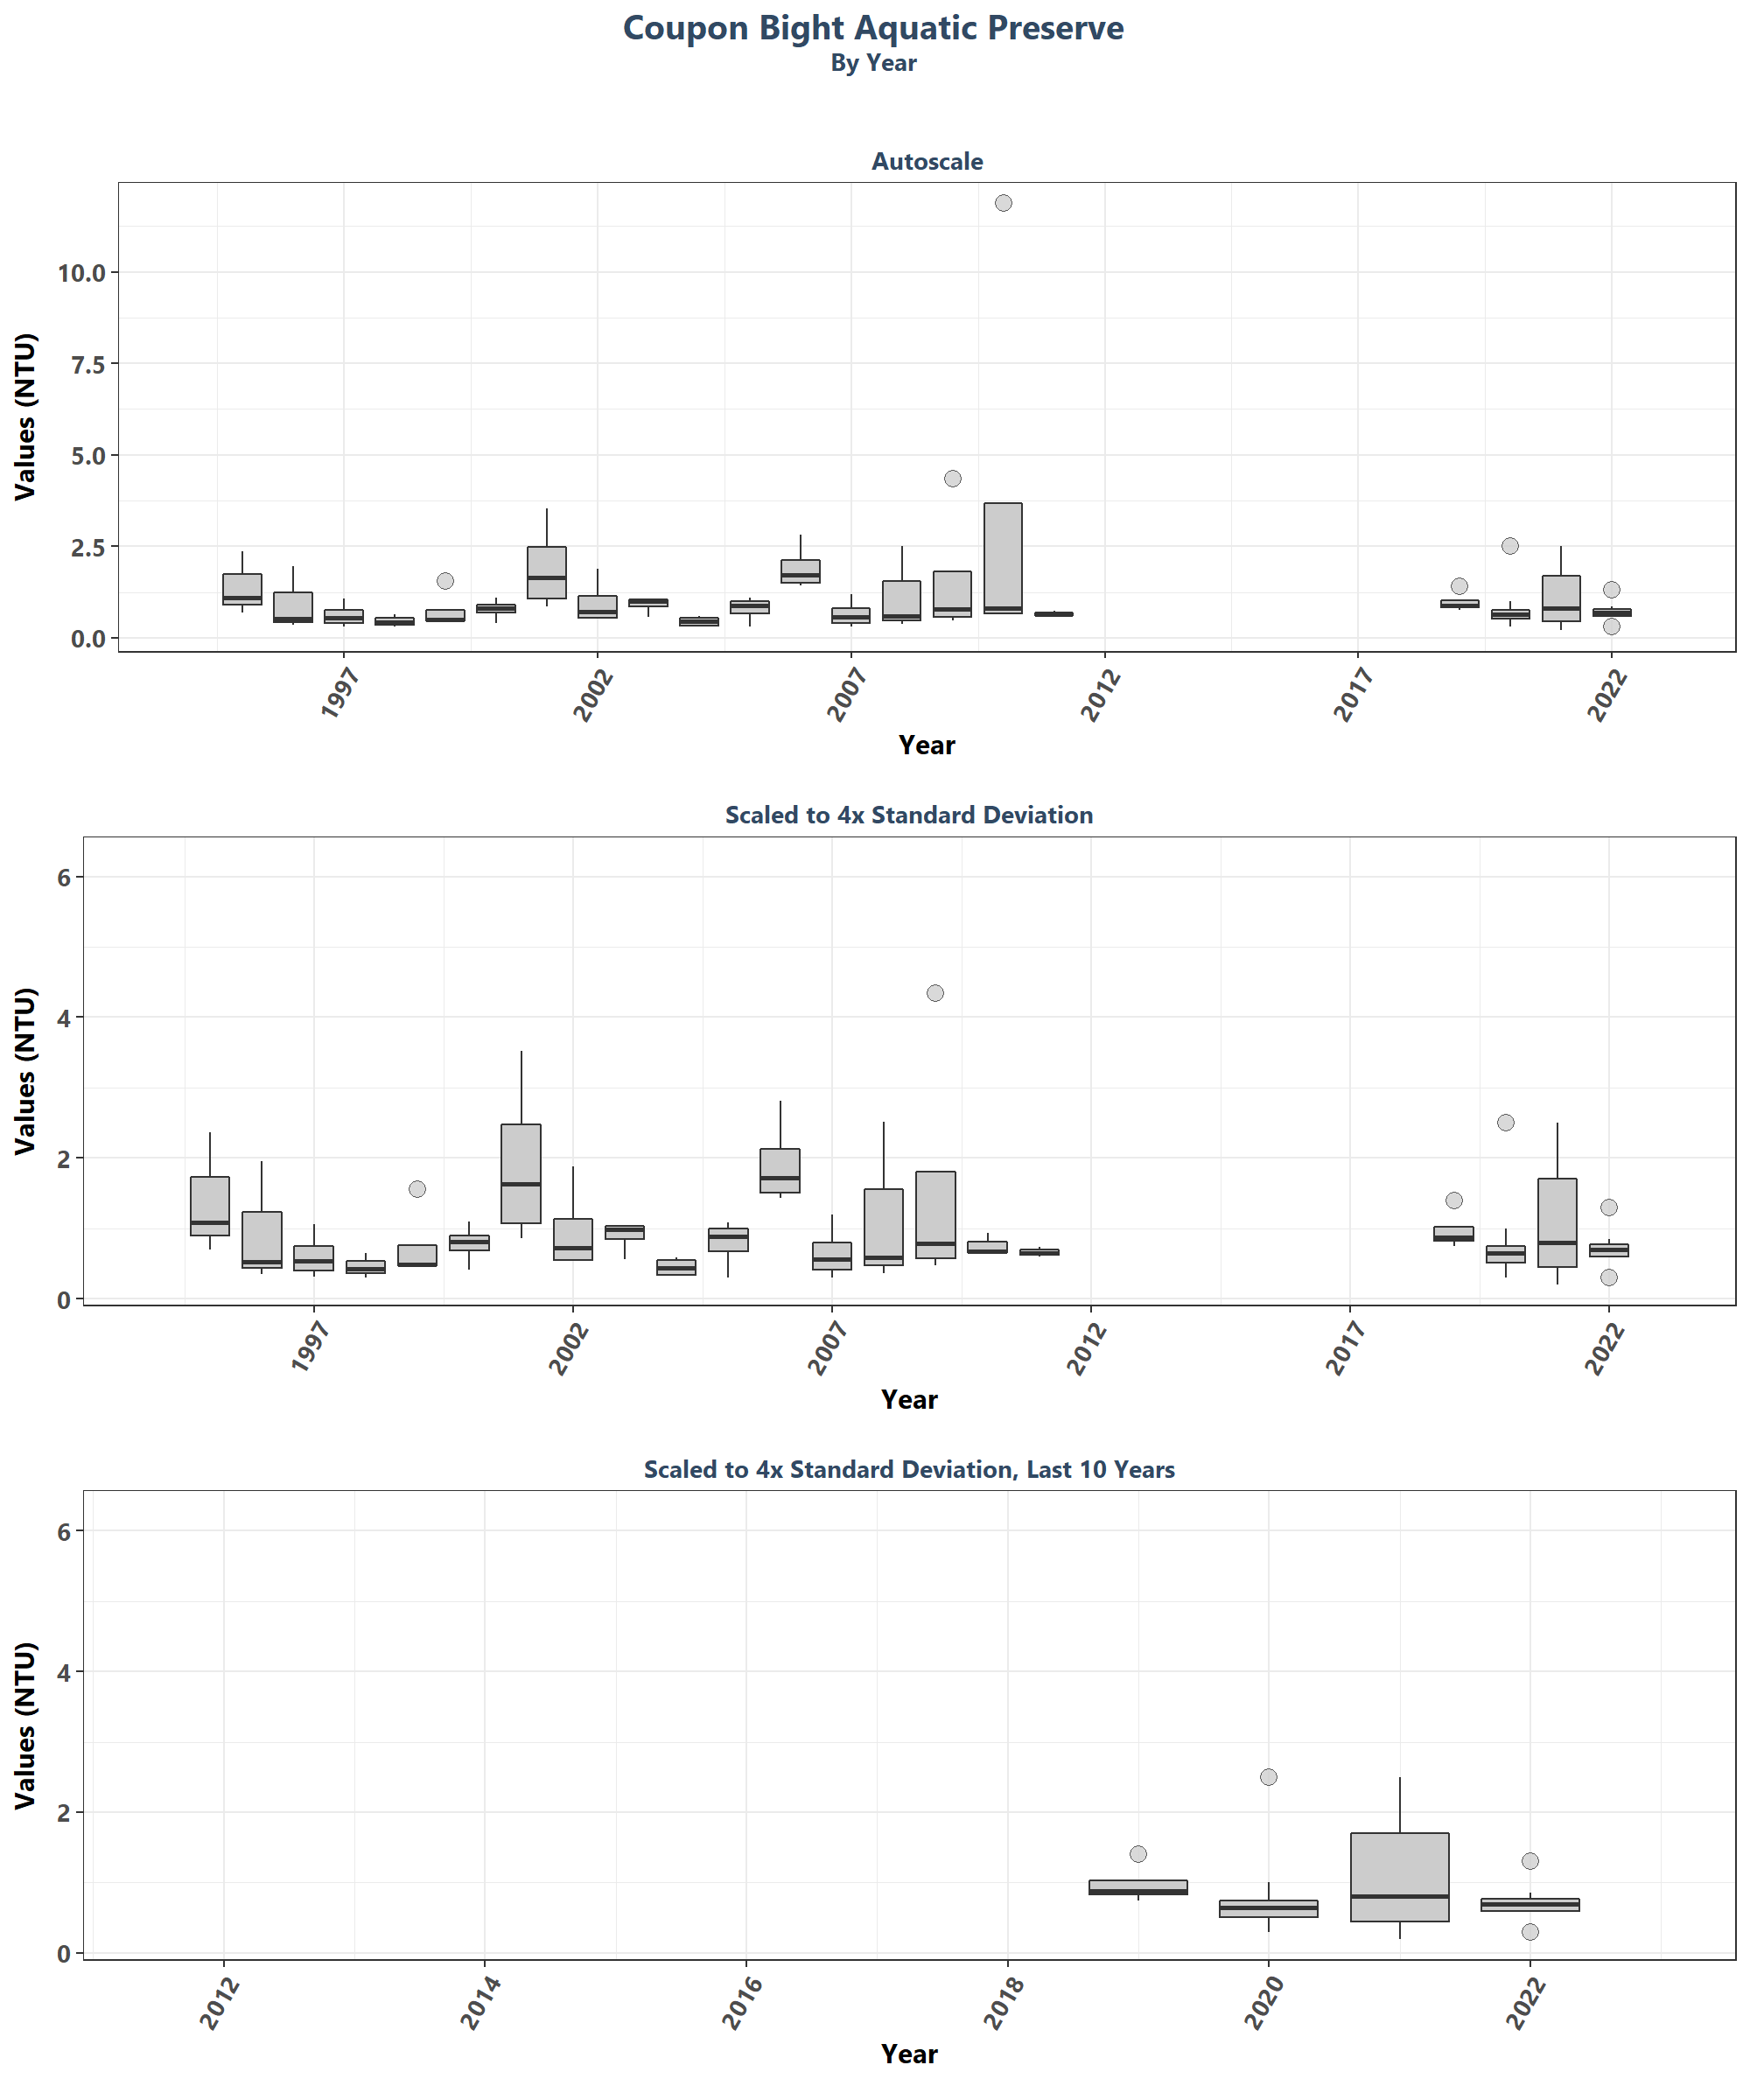 Coupon Bight Aquatic Preserve
By Year
Autoscale
Values (NTU)
10.0
7.5
5.0
2.5
0.0
1997 2002 2007 2012 2017 2022
Year
Scaled to 4x Standard Deviation
Values (NTU)
6
4
2
0
1997 2002 2007 2012 2017 2022
Year
Scaled to 4x Standard Deviation, Last 10 Years
Values (NTU)
6
4
2
0
2012 2014 2016 2018 2020 2022
Year